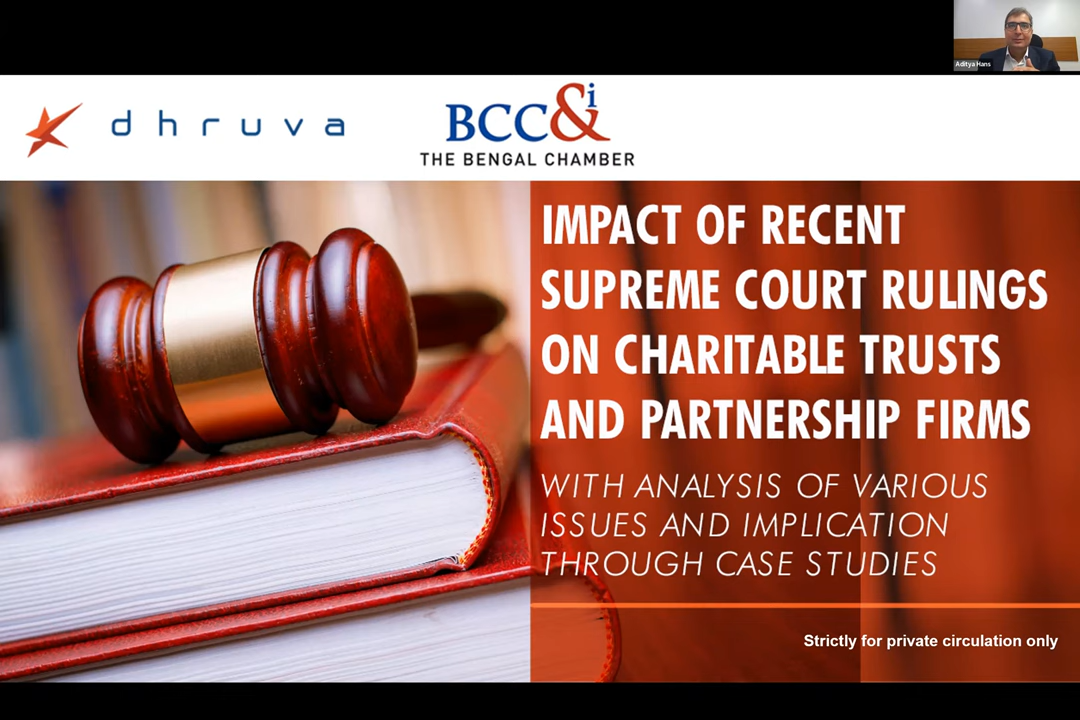 Aditya Hans
dhruva
BCC&i
THE BENGAL CHAMBER
IMPACT OF RECENT
SUPREME COURT RULINGS
ON CHARITABLE TRUSTS
AND PARTNERSHIP FIRMS
WITH ANALYSIS OF VARIOUS
ISSUES AND IMPLICATION
THROUGH CASE STUDIES
Strictly for private circulation only